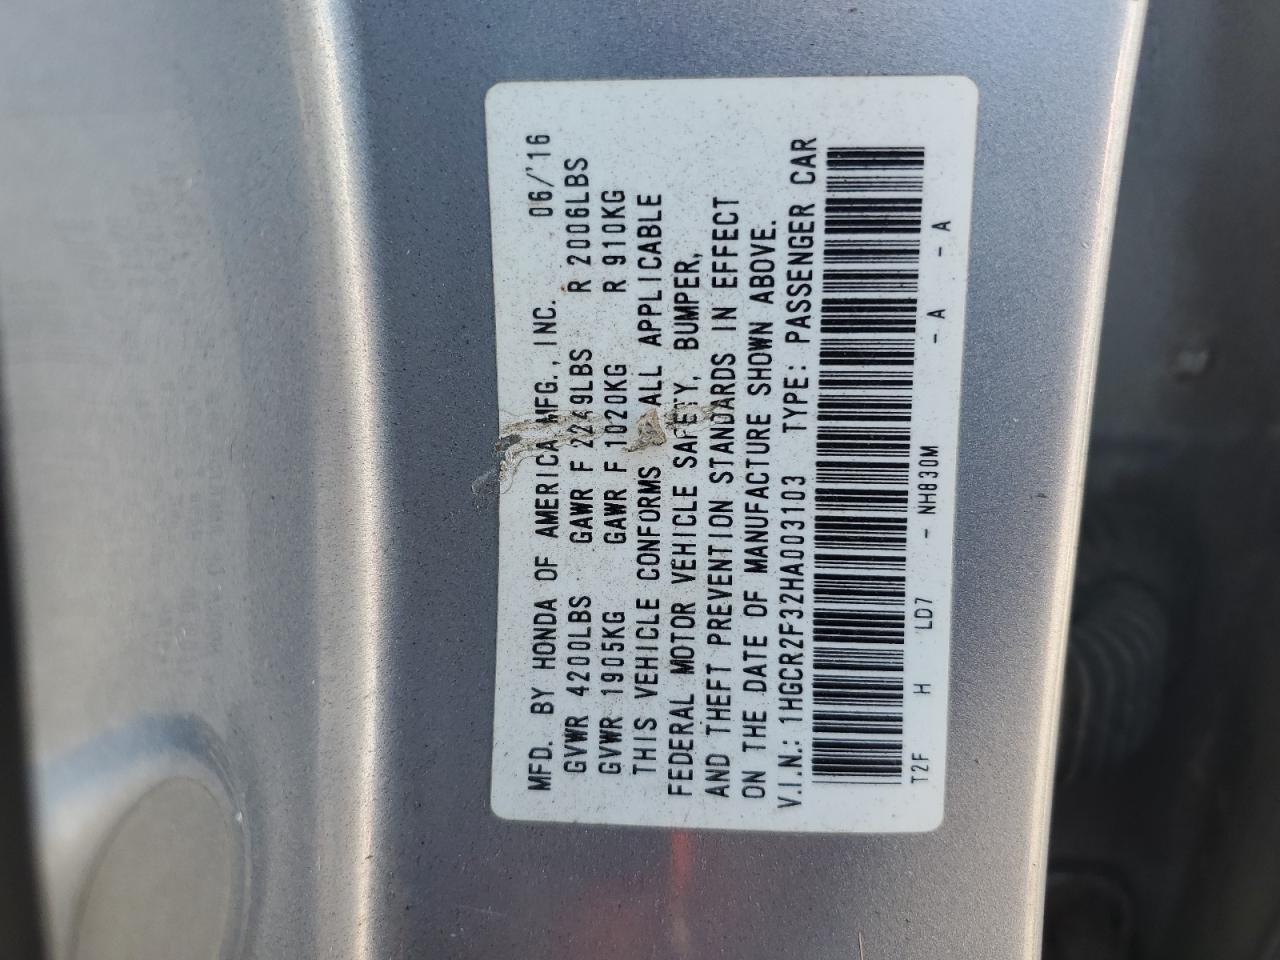 MFD. BY HONDA OF AMERICA MFG., INC. 06/'16
GVWR 4200LBS GAWR F 2249LBS R 2006LBS
GVWR 1905KG GAWR F 1020KG R 910KG
THIS VEHICLE CONFORMS ALL APPLICABLE
FEDERAL MOTOR VEHICLE SAFETY, BUMPER,
AND THEFT PREVENTION STANDARDS IN EFFECT
ON THE DATE OF MANUFACTURE SHOWN ABOVE.
V.I.N.: 1HGCR2F32HA003103 TYPE: PASSENGER CAR
T2F H LD7 - NH830M - A - A